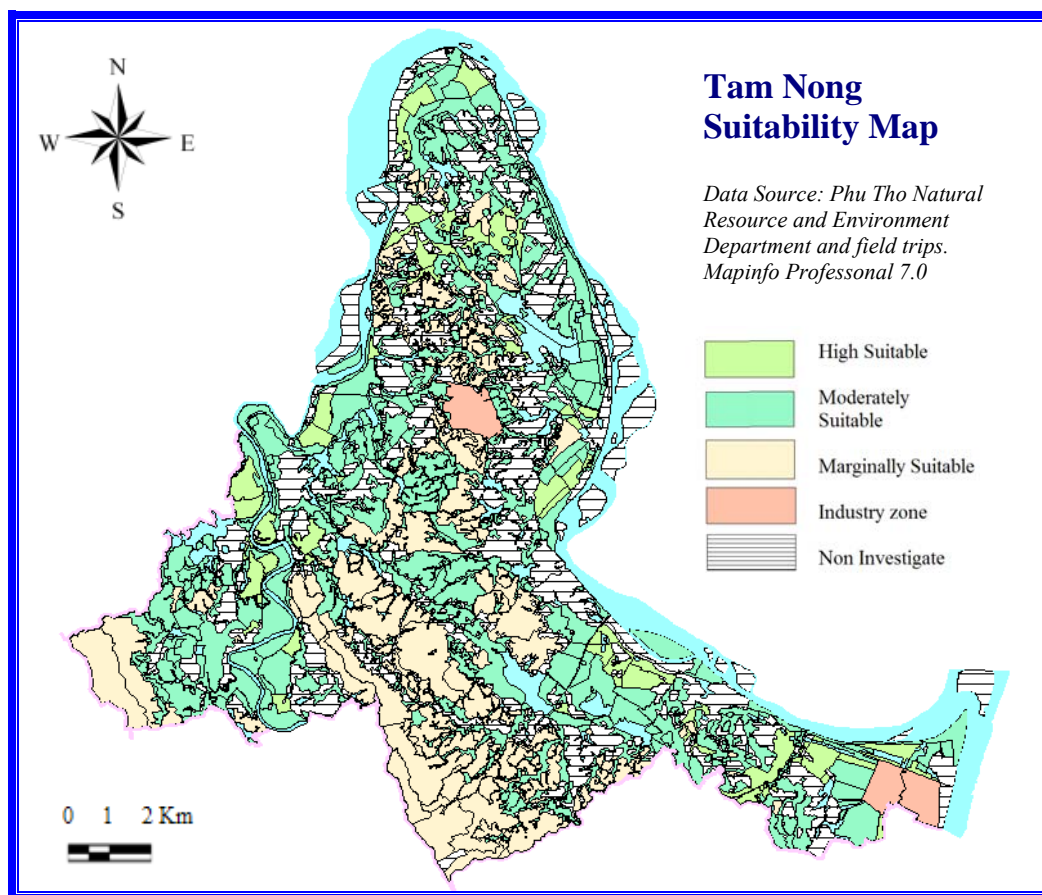 N
W E
S
Tam Nong
Suitability Map
Data Source: Phu Tho Natural
Resource and Environment
Department and field trips.
Mapinfo Professonal 7.0
High Suitable
Moderately
Suitable
Marginally Suitable
Industry zone
Non Investigate
0 1 2 Km